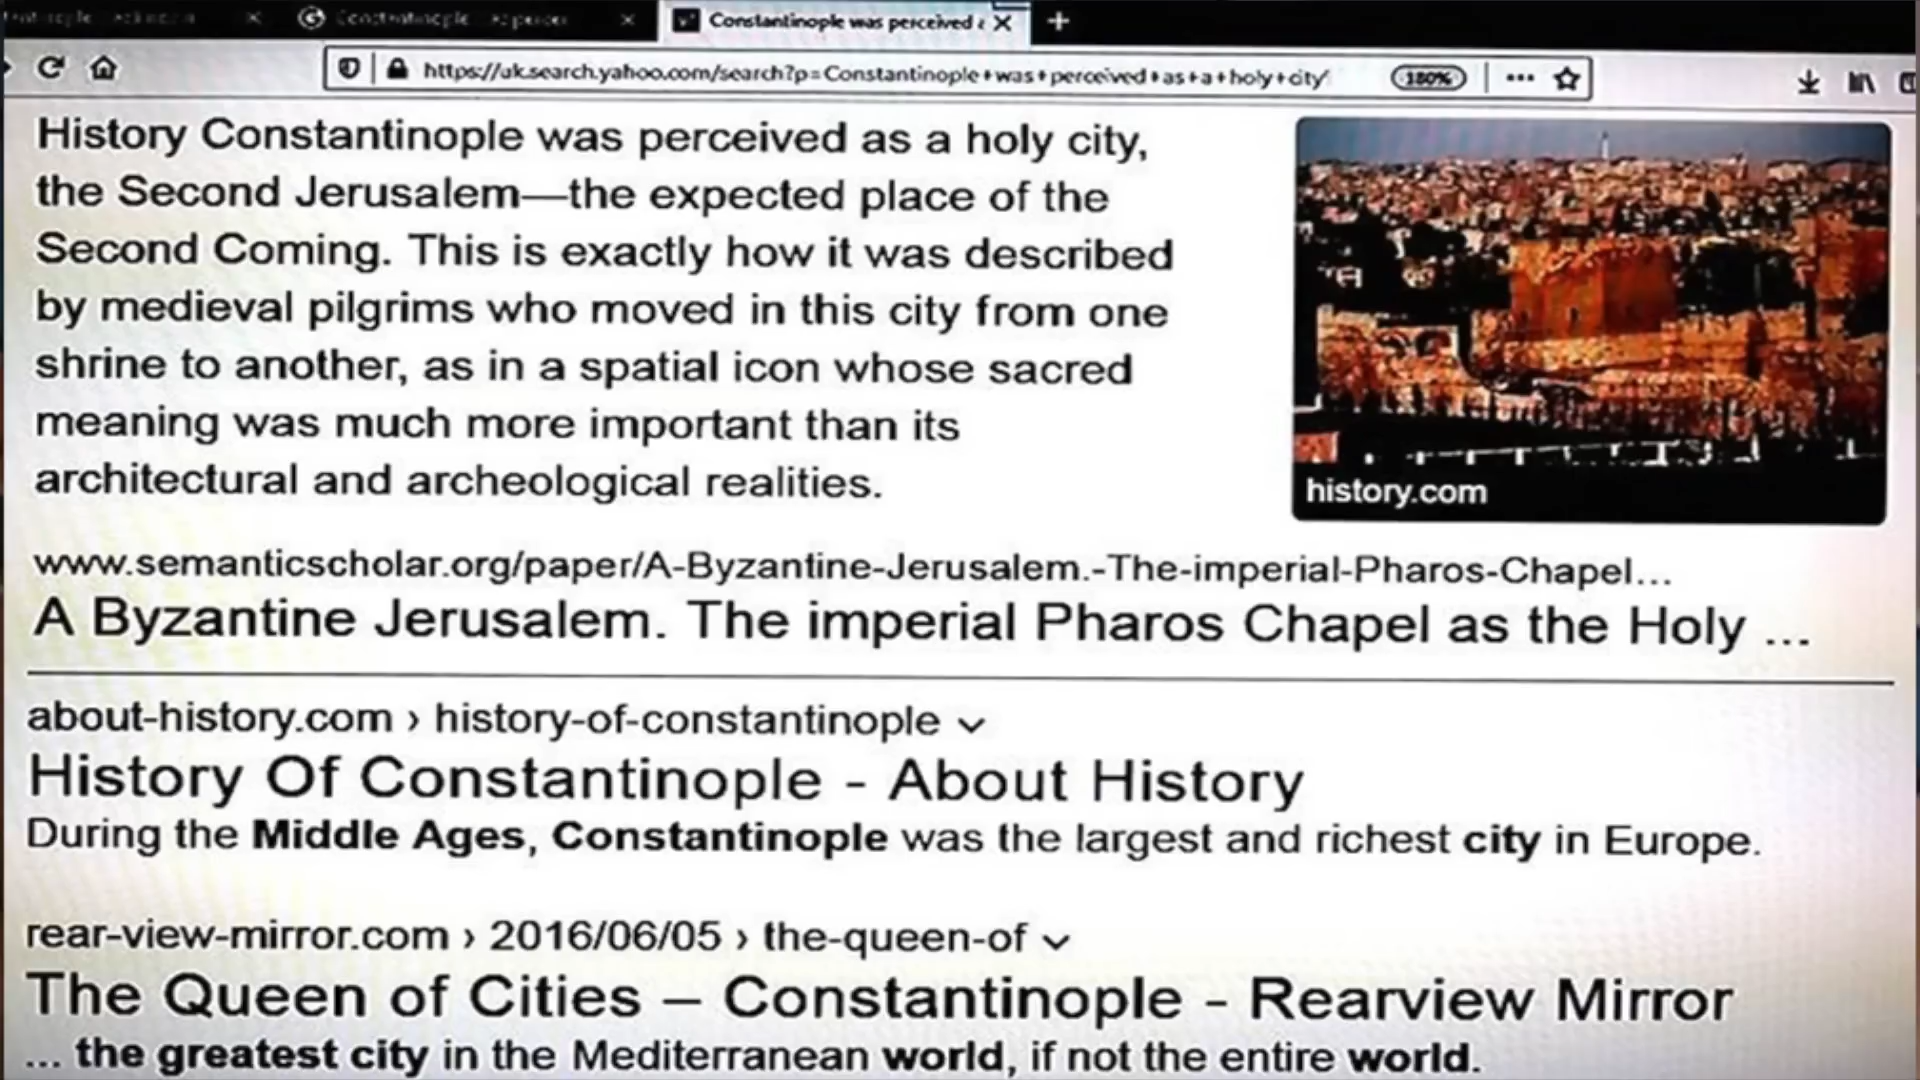 Constantinople was perceived
https://uk.search.yahoo.com/search?p=Constantinople+was+perceived+as+a+holy+city
180%
History Constantinople was perceived as a holy city,
the Second Jerusalem—the expected place of the
Second Coming. This is exactly how it was described
by medieval pilgrims who moved in this city from one
shrine to another, as in a spatial icon whose sacred
meaning was much more important than its
architectural and archeological realities.
history.com
www.semanticscholar.org/paper/A-Byzantine-Jerusalem.-The-imperial-Pharos-Chapel...
A Byzantine Jerusalem. The imperial Pharos Chapel as the Holy ...
about-history.com › history-of-constantinople
History Of Constantinople - About History
During the Middle Ages, Constantinople was the largest and richest city in Europe.
rear-view-mirror.com › 2016/06/05 › the-queen-of
The Queen of Cities – Constantinople - Rearview Mirror
... the greatest city in the Mediterranean world, if not the entire world.